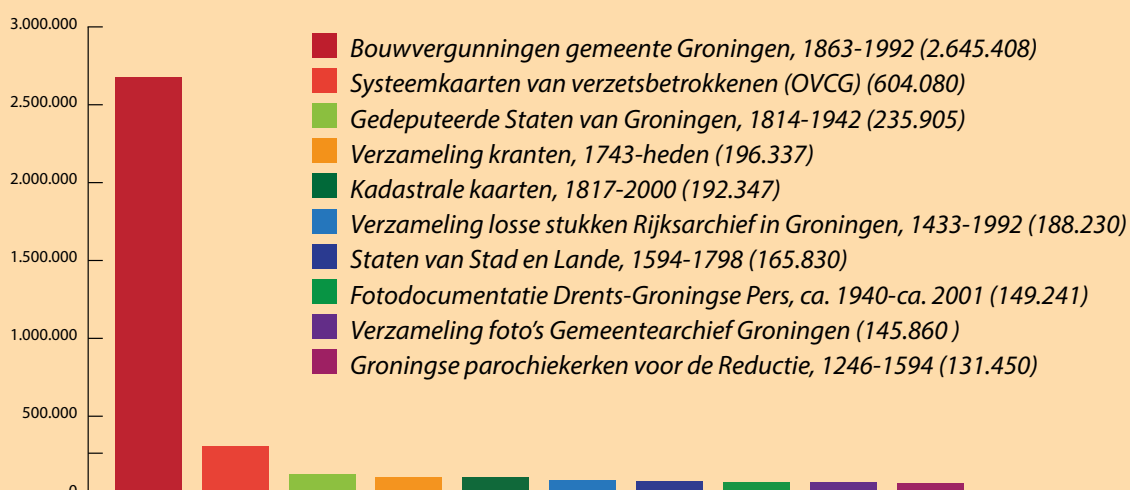 3.000.000
2.500.000
2.000.000
1.500.000
1.000.000
500.000
0
Bouwvergunningen gemeente Groningen, 1863-1992 (2.645.408)
Systeemkaarten van verzetsbetrokkenen (OVCG) (604.080)
Gedeputeerde Staten van Groningen, 1814-1942 (235.905)
Verzameling kranten, 1743-heden (196.337)
Kadastrale kaarten, 1817-2000 (192.347)
Verzameling losse stukken Rijksarchief in Groningen, 1433-1992 (188.230)
Staten van Stad en Lande, 1594-1798 (165.830)
Fotodocumentatie Drents-Groningse Pers, ca. 1940-ca. 2001 (149.241)
Verzameling foto's Gemeentearchief Groningen (145.860 )
Groningse parochiekerken voor de Reductie, 1246-1594 (131.450)